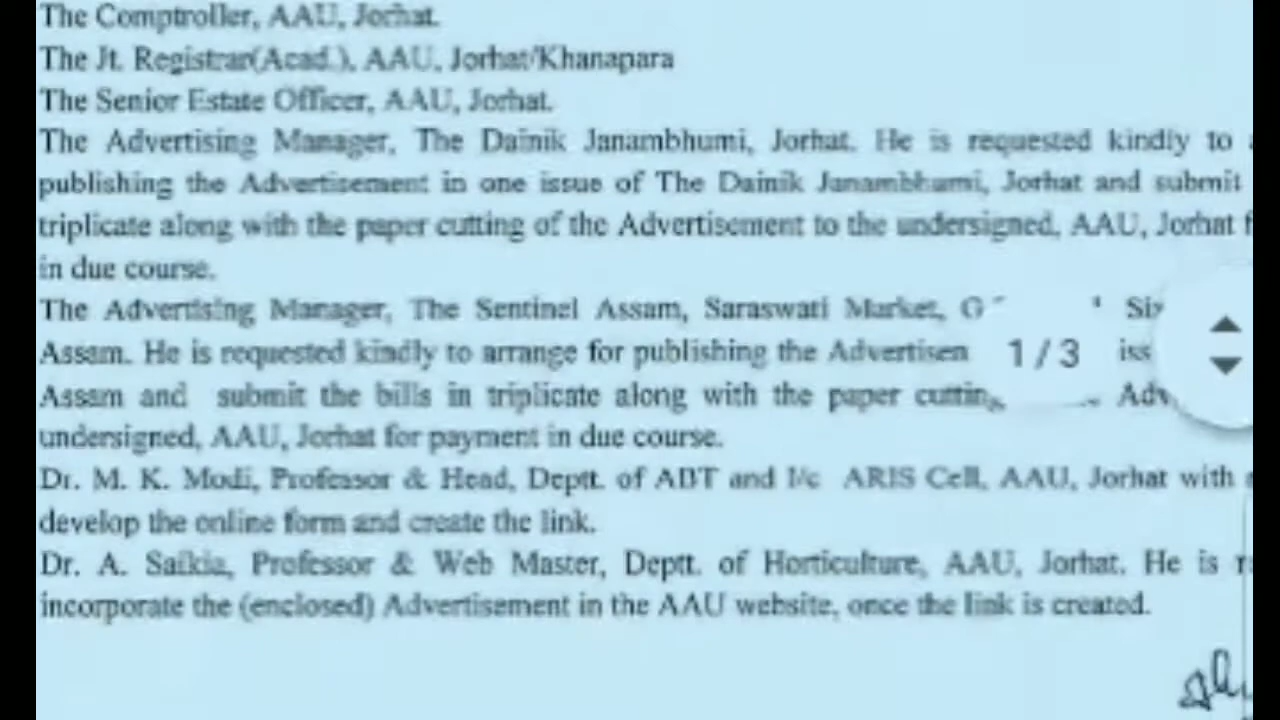 The Comptroller, AAU, Jorhat.
The Jt. Registrar(Acad.), AAU, Jorhat/Khanapara
The Senior Estate Officer, AAU, Jorhat.
The Advertising Manager, The Dainik Janambhumi, Jorhat. He is requested kindly to
publishing the Advertisement in one issue of The Dainik Janambhumi, Jorhat and submit
triplicate along with the paper cutting of the Advertisement to the undersigned, AAU, Jorhat f
in due course.
The Advertising Manager, The Sentinel Assam, Saraswati Market, G Six
Assam. He is requested kindly to arrange for publishing the Advertisen 1/3 iss
Assam and submit the bills in triplicate along with the paper cutting Adv
undersigned, AAU, Jorhat for payment in due course.
Dr. M. K. Modi, Professor & Head, Deptt. of ABT and I/c ARIS Cell, AAU, Jorhat with
develop the online form and create the link.
Dr. A. Saikia, Professor & Web Master, Deptt. of Horticulture, AAU, Jorhat. He is r
incorporate the (enclosed) Advertisement in the AAU website, once the link is created.